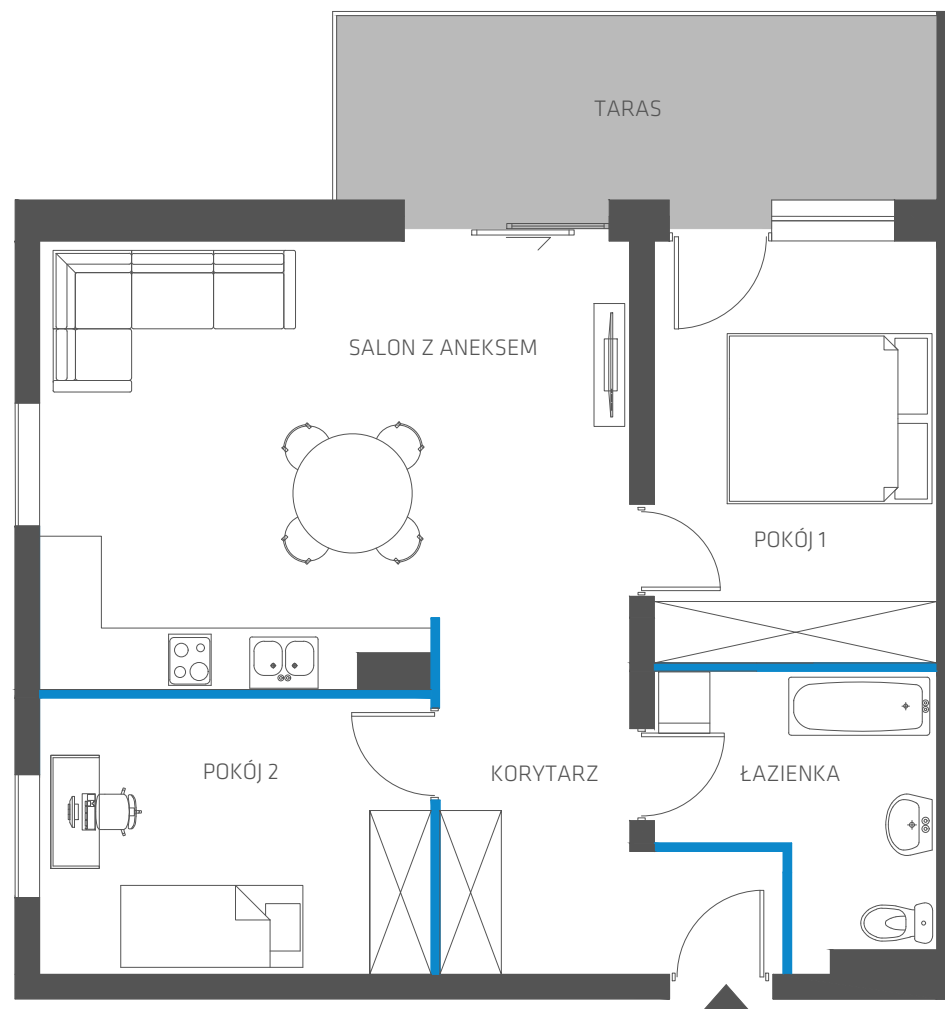 TARAS
SALON Z ANEKSEM
POKÓJ 1
POKÓJ 2
KORYTARZ
ŁAZIENKA